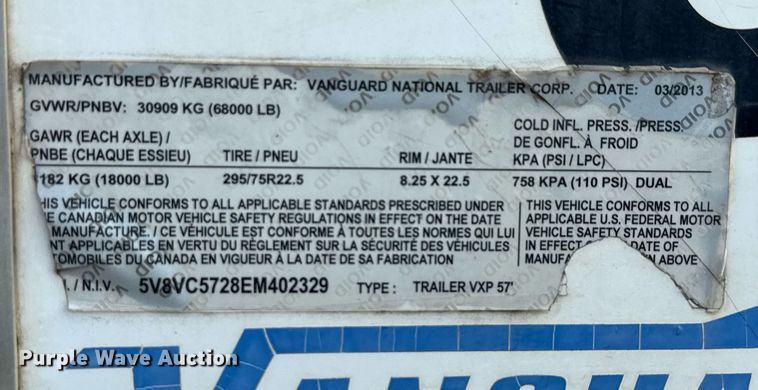 MANUFACTURED BY/FABRIQUÉ PAR: VANGUARD NATIONAL TRAILER CORP. DATE: 03/2013
GVWR/PNBV: 30909 KG (68000 LB)
GAWR (EACH AXLE) / COLD INFL. PRESS. /PRESS.
PNBE (CHAQUE ESSIEU) TIRE / PNEU RIM / JANTE DE GONFL. À FROID
KPA (PSI / LPC)
182 KG (18000 LB) 295/75R22.5 8.25 X 22.5 758 KPA (110 PSI) DUAL
HIS VEHICLE CONFORMS TO ALL APPLICABLE STANDARDS PRESCRIBED UNDER
E CANADIAN MOTOR VEHICLE SAFETY REGULATIONS IN EFFECT ON THE DATE
MANUFACTURE. / CE VÉHICULE EST CONFORME À TOUTES LES NORMES QUI LUI
NT APPLICABLES EN VERTU DU RÈGLEMENT SUR LA SÉCURITÉ DES VÉHICULES
TOMOBILES DU CANADA EN VIGUEUR À LA DATE DE SA FABRICATION
THIS VEHICLE CONFORMS TO ALL
APPLICABLE U.S. FEDERAL MOTOR
VEHICLE SAFETY STANDARDS
IN EFFECT DATE OF
MANUFA N ABOVE
. / N.I.V. 5V8VC5728EM402329 TYPE : TRAILER VXP 57'
Purple Wave Auction
VANGUA